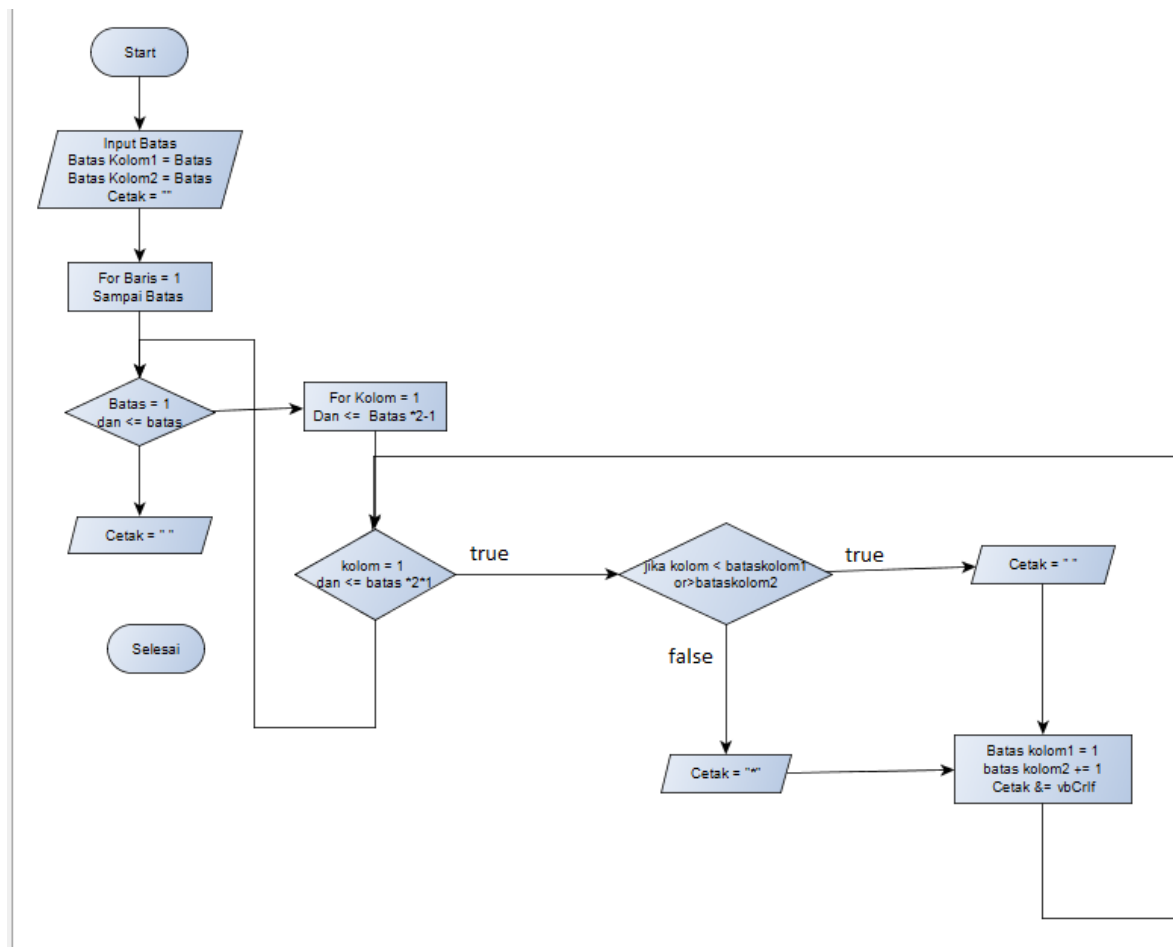 Start
Input Batas
Batas Kolom1 = Batas
Batas Kolom2 = Batas
Cetak = ""
For Baris = 1
Sampai Batas
Batas = 1
dan <= batas
For Kolom = 1
Dan <= Batas *2-1
Cetak = " "
kolom = 1
dan <= batas *2*1
true
jika kolom < bataskolom1
or>bataskolom2
true
Cetak = " "
false
Selesai
Cetak = "*"
Batas kolom1 = 1
batas kolom2 += 1
Cetak &= vbCrlf